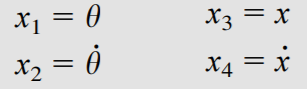 x₁ = θ x₃ = x
x₂ = θ̇ x₄ = ẋ